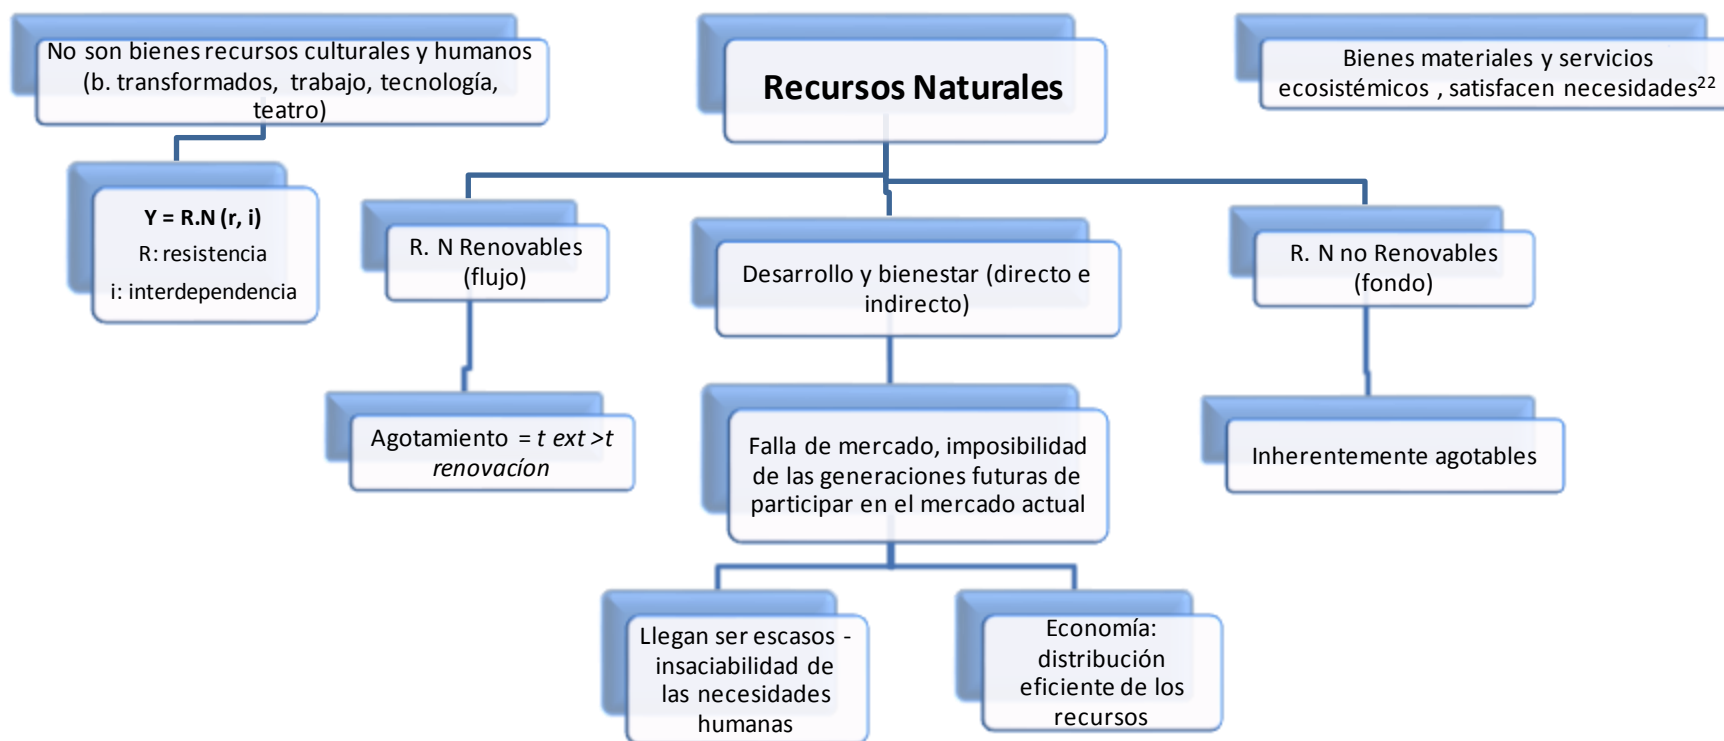 No son bienes recursos culturales y humanos
(b. transformados, trabajo, tecnología,
teatro)
Recursos Naturales
Bienes materiales y servicios
ecosistémicos , satisfacen necesidades²²
Y = R.N (r, i)
R: resistencia
i: interdependencia
R. N Renovables
(flujo)
Desarrollo y bienestar (directo e
indirecto)
R. N no Renovables
(fondo)
Agotamiento = t ext >t
renovacíon
Falla de mercado, imposibilidad
de las generaciones futuras de
participar en el mercado actual
Inherentemente agotables
Llegan ser escasos -
insaciabilidad de
las necesidades
humanas
Economía:
distribución
eficiente de los
recursos